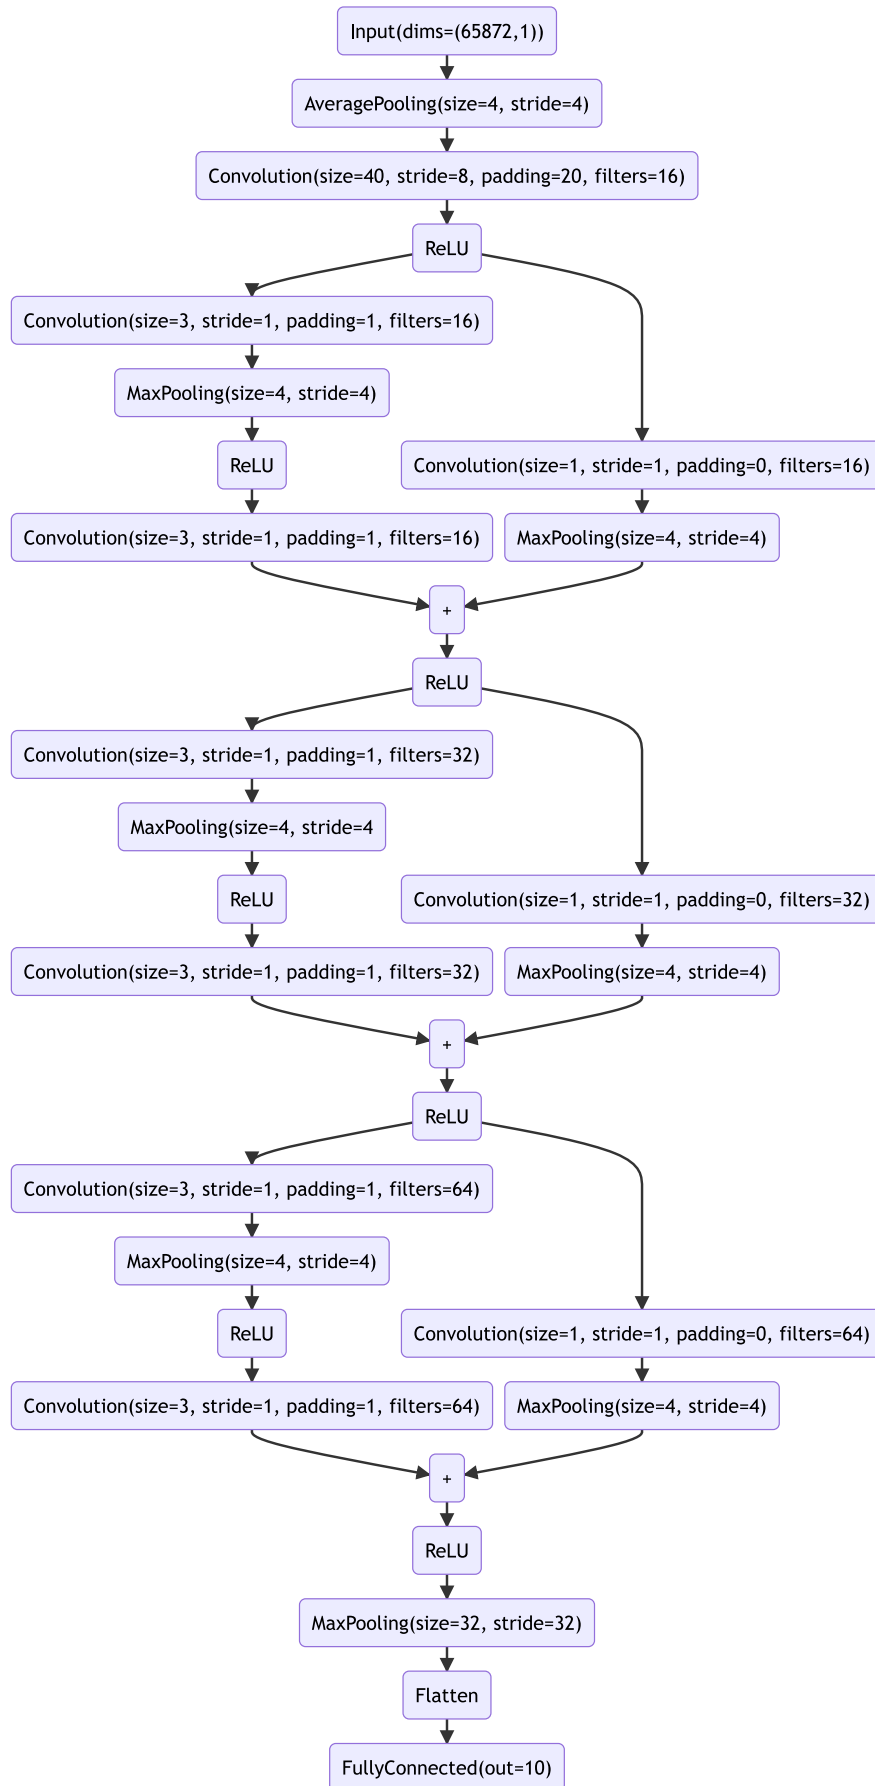 Input(dims=(65872,1))
AveragePooling(size=4, stride=4)
Convolution(size=40, stride=8, padding=20, filters=16)
ReLU
Convolution(size=3, stride=1, padding=1, filters=16)
MaxPooling(size=4, stride=4)
ReLU
Convolution(size=1, stride=1, padding=0, filters=16)
Convolution(size=3, stride=1, padding=1, filters=16)
MaxPooling(size=4, stride=4)
+
ReLU
Convolution(size=3, stride=1, padding=1, filters=32)
MaxPooling(size=4, stride=4
ReLU
Convolution(size=1, stride=1, padding=0, filters=32)
Convolution(size=3, stride=1, padding=1, filters=32)
MaxPooling(size=4, stride=4)
+
ReLU
Convolution(size=3, stride=1, padding=1, filters=64)
MaxPooling(size=4, stride=4)
ReLU
Convolution(size=1, stride=1, padding=0, filters=64)
Convolution(size=3, stride=1, padding=1, filters=64)
MaxPooling(size=4, stride=4)
+
ReLU
MaxPooling(size=32, stride=32)
Flatten
FullyConnected(out=10)